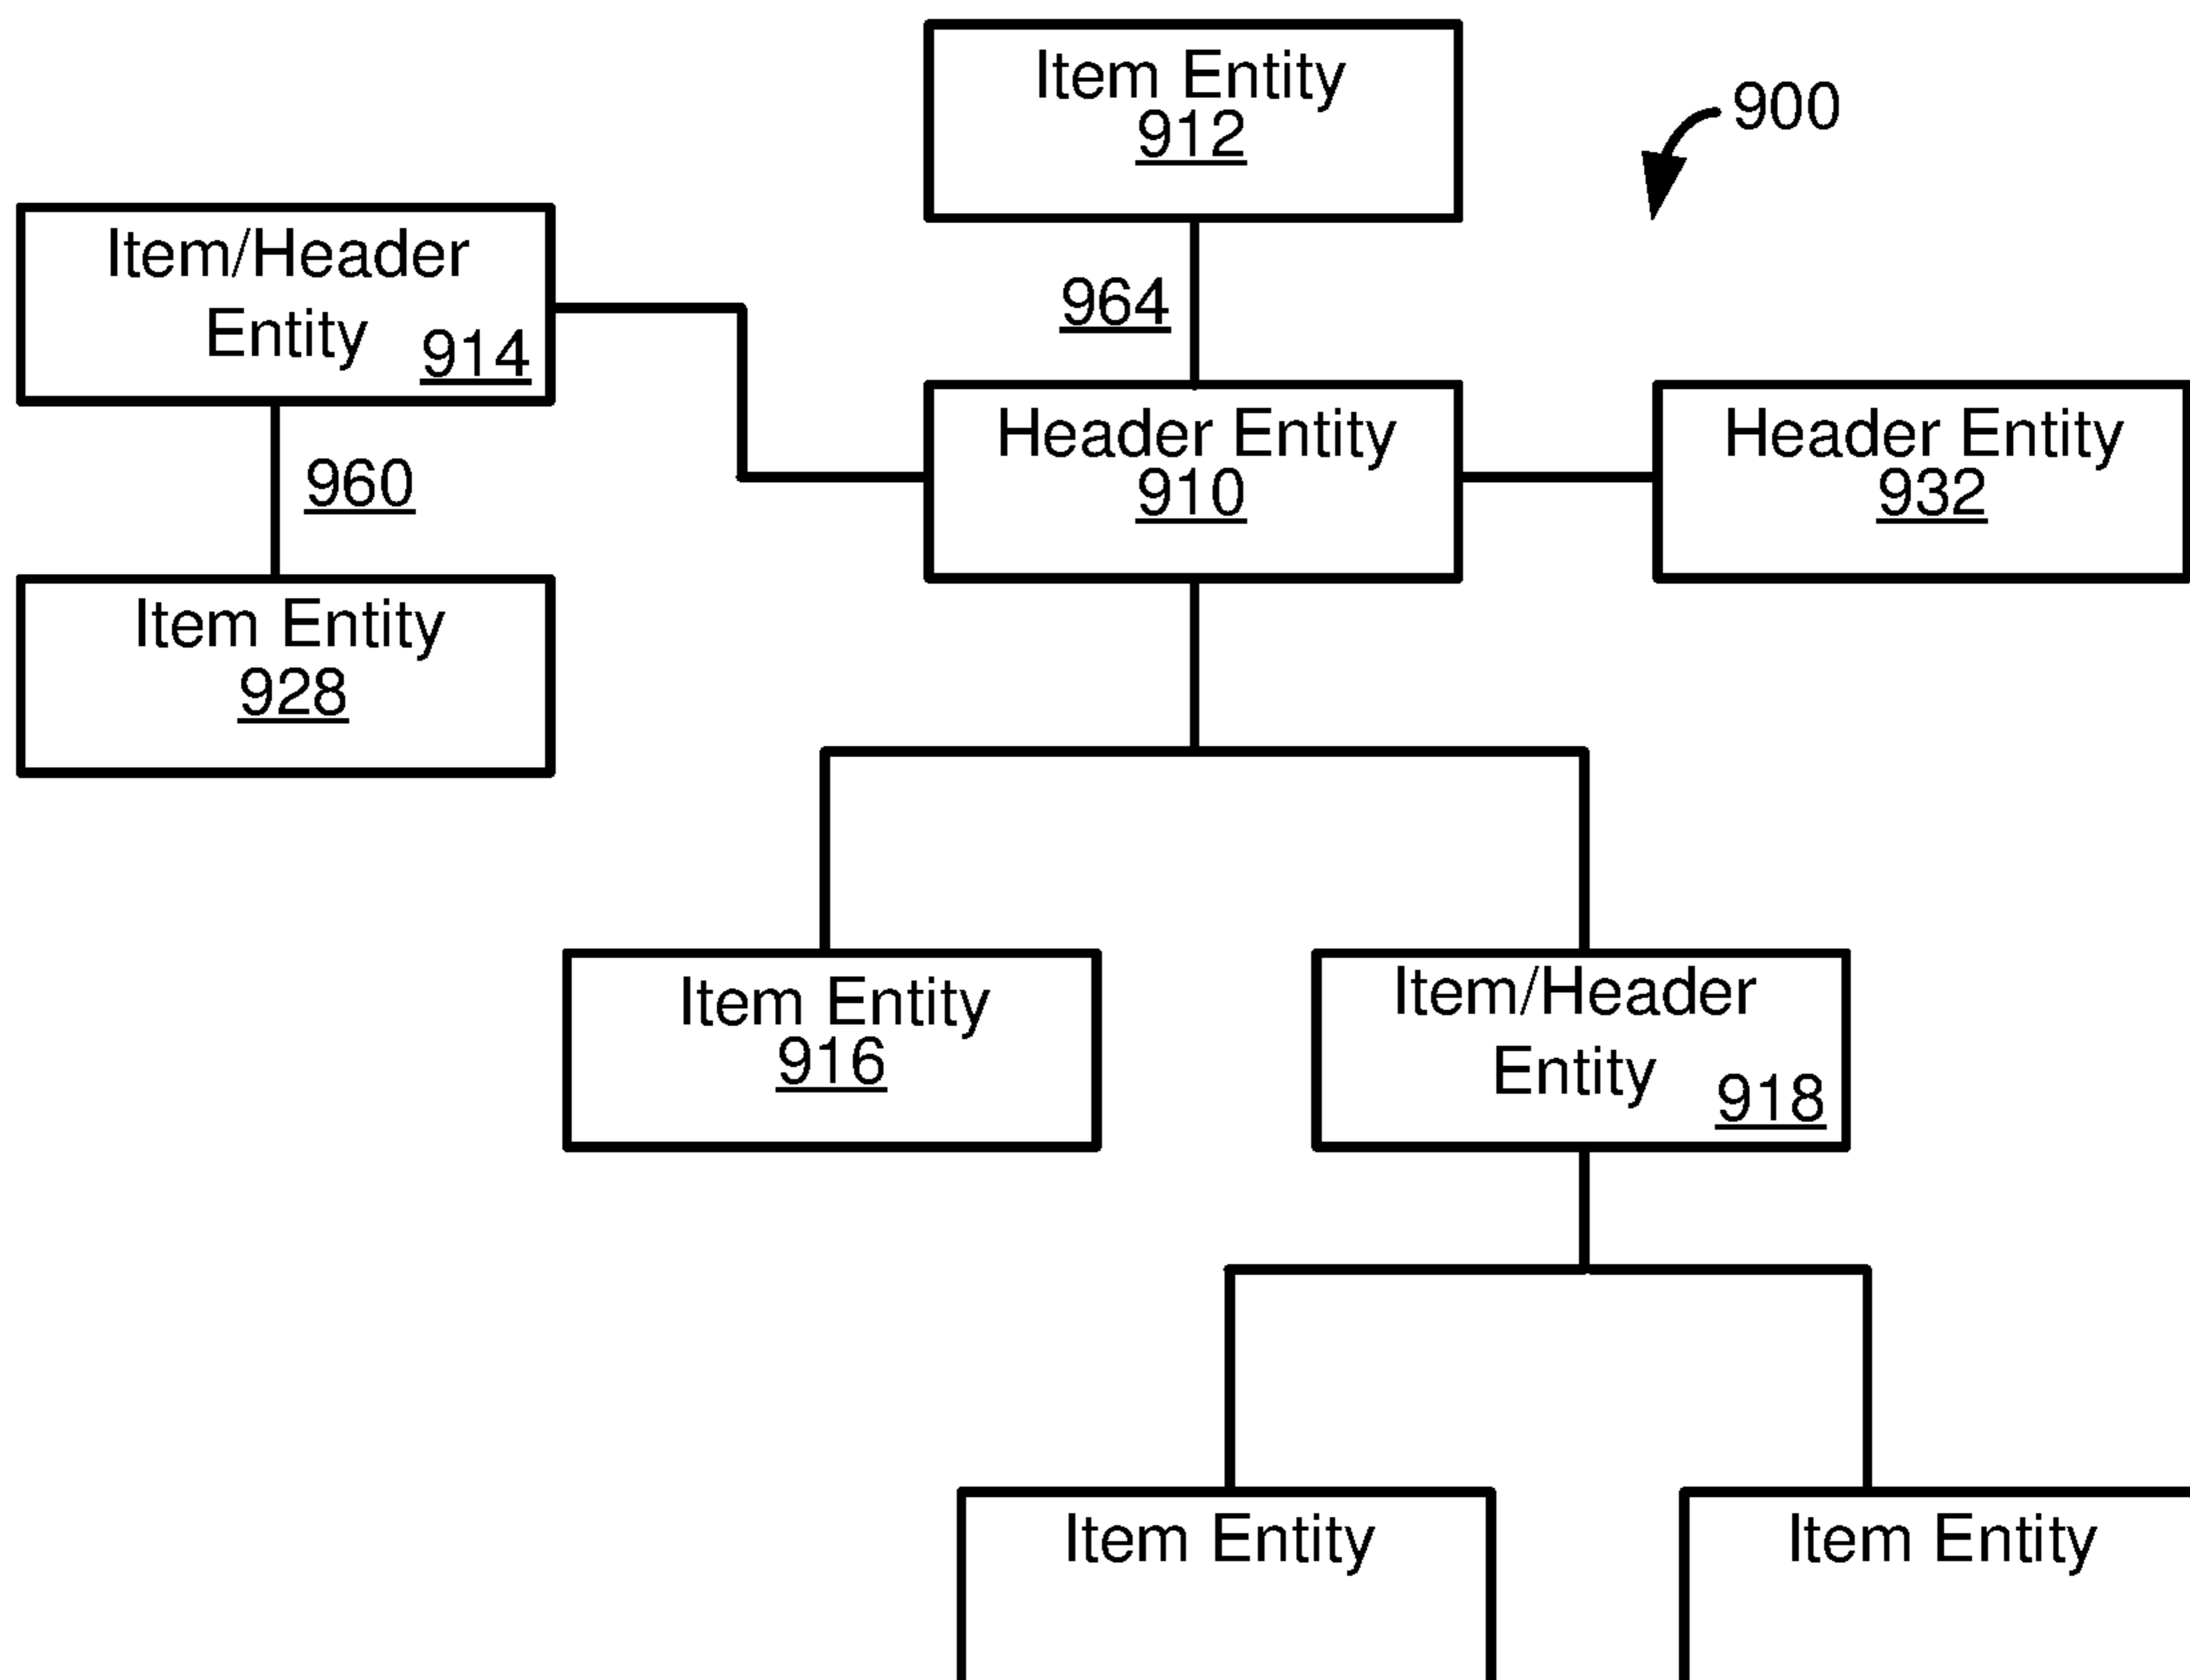 Item Entity
912
900
Item/Header
Entity
914
964
Header Entity
910
Header Entity
932
960
Item Entity
928
Item Entity
916
Item/Header
Entity
918
Item Entity
Item Entity